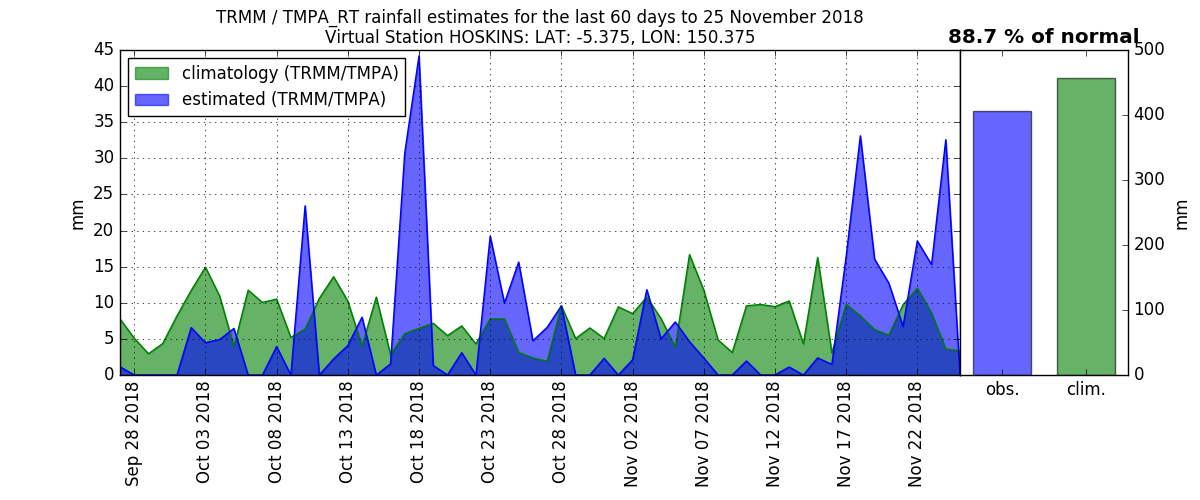 TRMM / TMPA_RT rainfall estimates for the last 60 days to 25 November 2018
Virtual Station HOSKINS: LAT: -5.375, LON: 150.375
88.7 % of normal
climatology (TRMM/TMPA)
estimated (TRMM/TMPA)
mm
45
40
35
30
25
20
15
10
5
0
Sep 28 2018
Oct 03 2018
Oct 08 2018
Oct 13 2018
Oct 18 2018
Oct 23 2018
Oct 28 2018
Nov 02 2018
Nov 07 2018
Nov 12 2018
Nov 17 2018
Nov 22 2018
obs.
clim.
500
400
300
200
100
0
mm